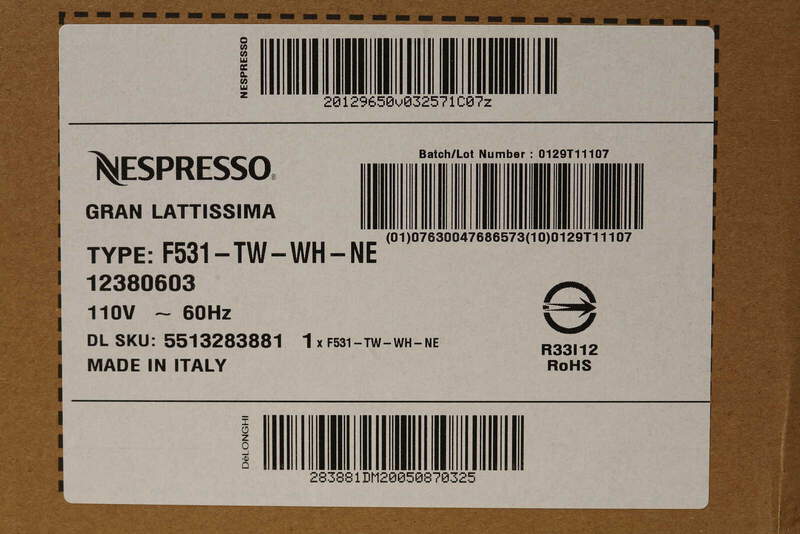 NESPRESSO
20129650v032571C07z
NESPRESSO®
GRAN LATTISSIMA
Batch/Lot Number : 0129T11107
(01)07630047686573(10)0129T11107
TYPE: F531-TW-WH-NE
12380603
110V ~ 60Hz
DL SKU: 5513283881 1 x F531-TW-WH-NE
MADE IN ITALY
R33I12
RoHS
DēLONGHI
283881DM20050870325